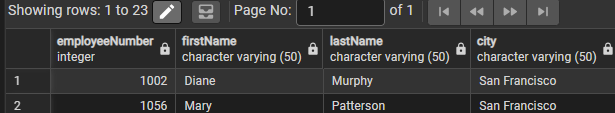 Showing rows: 1 to 23 Page No: 1 of 1
employeeNumber firstName lastName city
integer character varying (50) character varying (50) character varying (50)
1 1002 Diane Murphy San Francisco
2 1056 Mary Patterson San Francisco